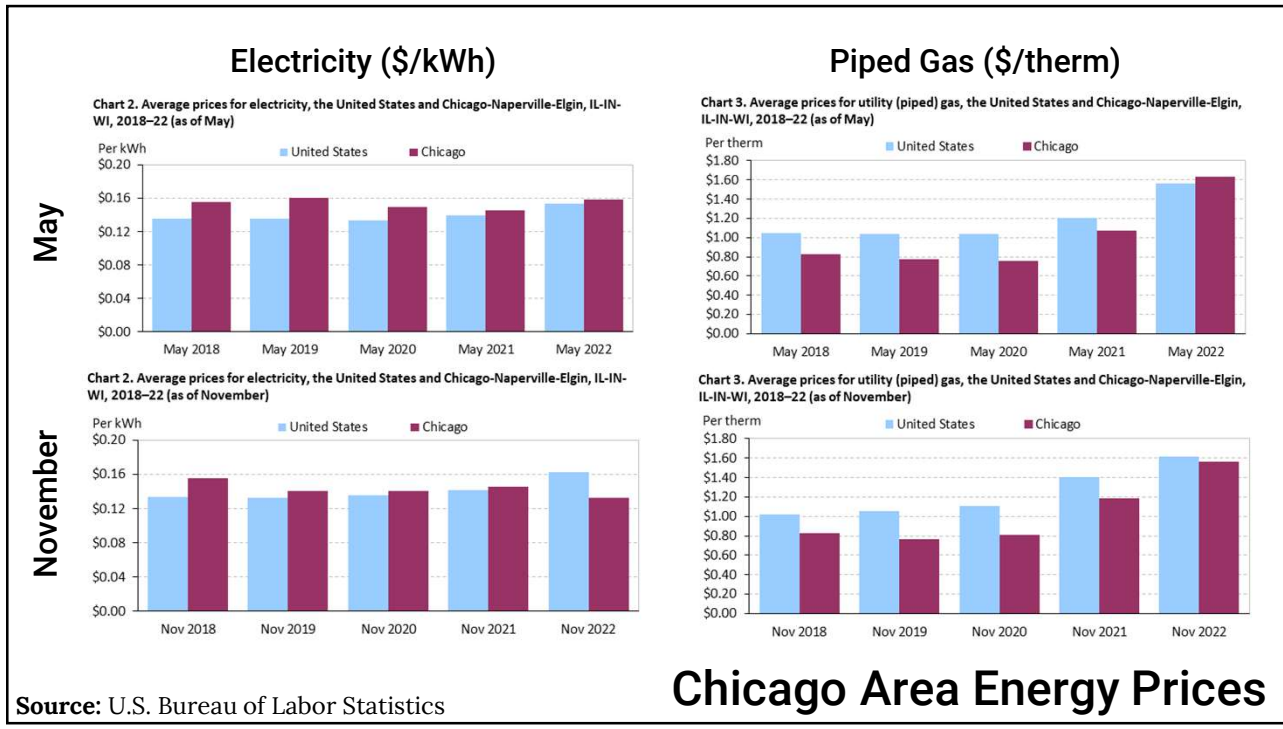 Electricity ($/kWh)
Piped Gas ($/therm)
May
Chart 2. Average prices for electricity, the United States and Chicago-Naperville-Elgin, IL-IN-
WI, 2018–22 (as of May)
Per kWh
United States
Chicago
$0.20
$0.16
$0.12
$0.08
$0.04
$0.00
May 2018
May 2019
May 2020
May 2021
May 2022
Chart 3. Average prices for utility (piped) gas, the United States and Chicago-Naperville-Elgin,
IL-IN-WI, 2018–22 (as of May)
Per therm
United States
Chicago
$1.80
$1.60
$1.40
$1.20
$1.00
$0.80
$0.60
$0.40
$0.20
$0.00
May 2018
May 2019
May 2020
May 2021
May 2022
November
Chart 2. Average prices for electricity, the United States and Chicago-Naperville-Elgin, IL-IN-
WI, 2018–22 (as of November)
Per kWh
United States
Chicago
$0.20
$0.16
$0.12
$0.08
$0.04
$0.00
Nov 2018
Nov 2019
Nov 2020
Nov 2021
Nov 2022
Chart 3. Average prices for utility (piped) gas, the United States and Chicago-Naperville-Elgin,
IL-IN-WI, 2018–22 (as of November)
Per therm
United States
Chicago
$1.80
$1.60
$1.40
$1.20
$1.00
$0.80
$0.60
$0.40
$0.20
$0.00
Nov 2018
Nov 2019
Nov 2020
Nov 2021
Nov 2022
Source: U.S. Bureau of Labor Statistics
Chicago Area Energy Prices